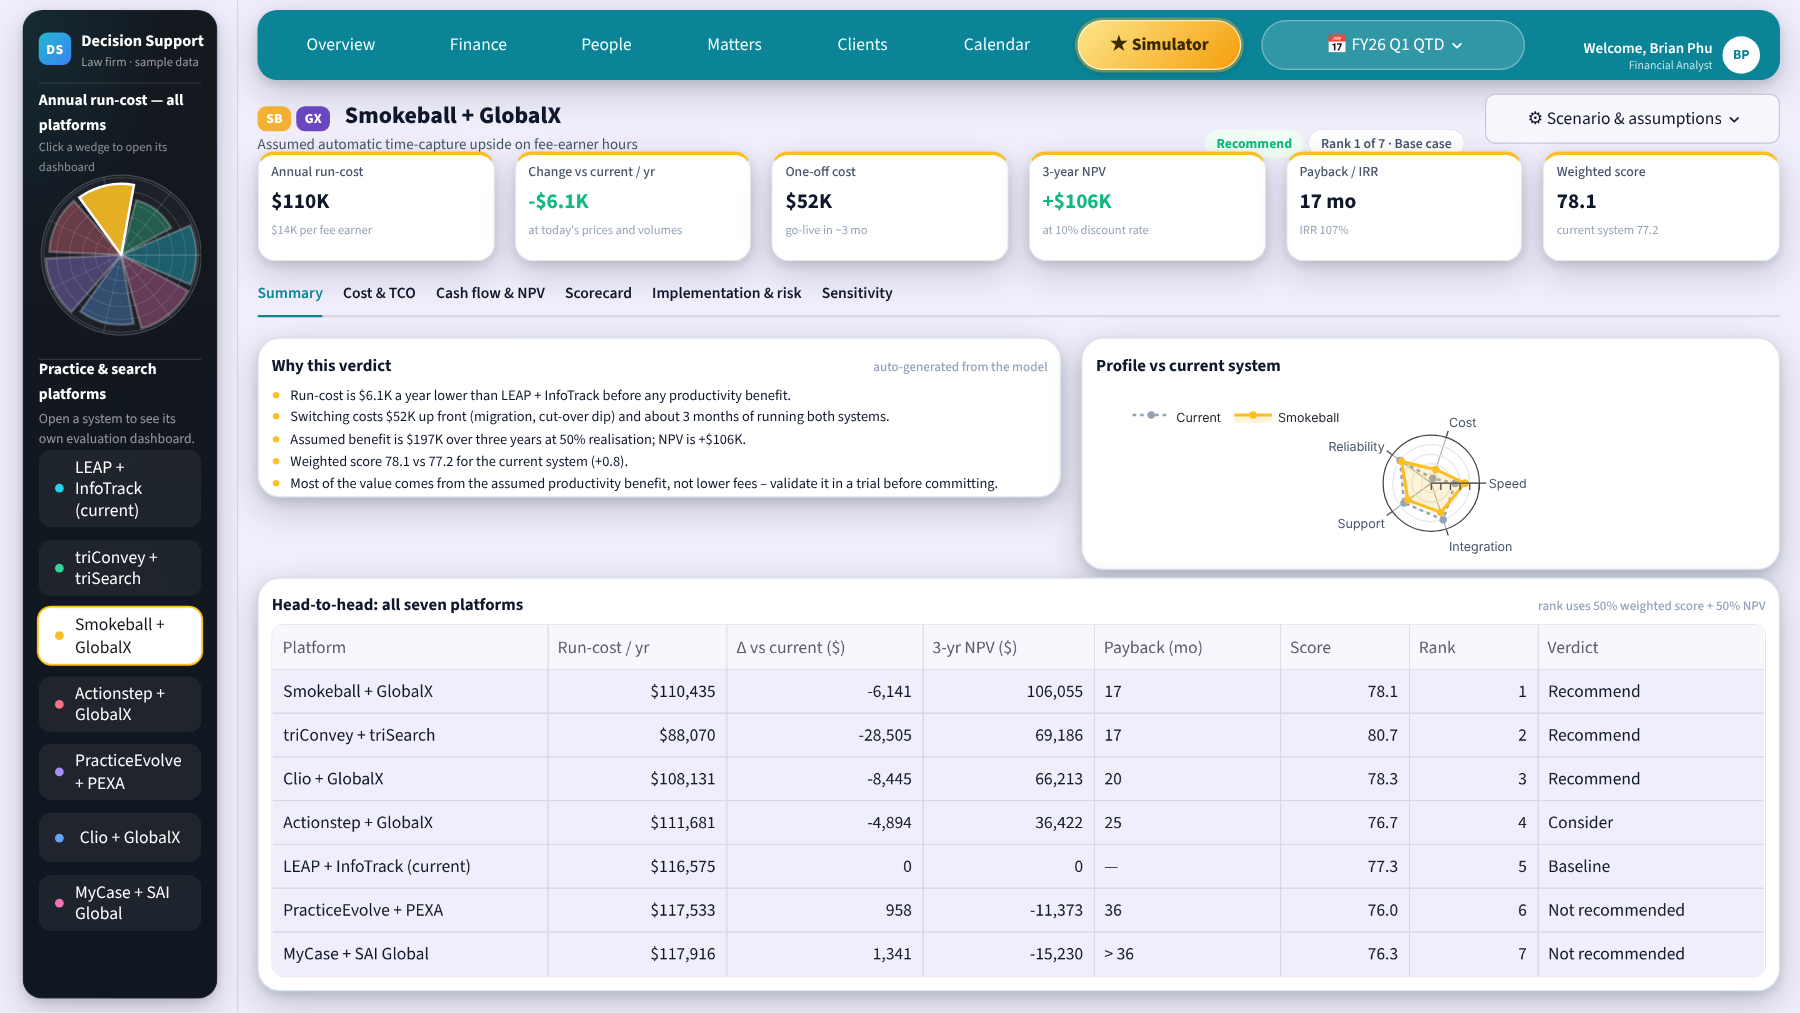 DS
Decision Support
Law firm · sample data
Annual run-cost — all
platforms
Click a wedge to open its
dashboard
Practice & search
platforms
Open a system to see its
own evaluation dashboard.
LEAP +
InfoTrack
(current)
triConvey +
triSearch
Smokeball +
GlobalX
Actionstep +
GlobalX
PracticeEvolve
+ PEXA
Clio + GlobalX
MyCase + SAI
Global
Overview Finance People Matters Clients Calendar ★ Simulator 📅 FY26 Q1 QTD
Welcome, Brian Phu
Financial Analyst
BP
SB GX Smokeball + GlobalX
Assumed automatic time-capture upside on fee-earner hours
Recommend Rank 1 of 7 · Base case
⚙ Scenario & assumptions
Annual run-cost
$110K
$14K per fee earner
Change vs current / yr
-$6.1K
at today's prices and volumes
One-off cost
$52K
go-live in ~3 mo
3-year NPV
+$106K
at 10% discount rate
Payback / IRR
17 mo
IRR 107%
Weighted score
78.1
current system 77.2
Summary Cost & TCO Cash flow & NPV Scorecard Implementation & risk Sensitivity
Why this verdict auto-generated from the model
Run-cost is $6.1K a year lower than LEAP + InfoTrack before any productivity benefit.
Switching costs $52K up front (migration, cut-over dip) and about 3 months of running both systems.
Assumed benefit is $197K over three years at 50% realisation; NPV is +$106K.
Weighted score 78.1 vs 77.2 for the current system (+0.8).
Most of the value comes from the assumed productivity benefit, not lower fees – validate it in a trial before committing.
Profile vs current system
Current Smokeball
Cost
Reliability
Speed
Support
Integration
Head-to-head: all seven platforms rank uses 50% weighted score + 50% NPV
Platform Run-cost / yr Δ vs current ($) 3-yr NPV ($) Payback (mo) Score Rank Verdict
Smokeball + GlobalX $110,435 -6,141 106,055 17 78.1 1 Recommend
triConvey + triSearch $88,070 -28,505 69,186 17 80.7 2 Recommend
Clio + GlobalX $108,131 -8,445 66,213 20 78.3 3 Recommend
Actionstep + GlobalX $111,681 -4,894 36,422 25 76.7 4 Consider
LEAP + InfoTrack (current) $116,575 0 0 — 77.3 5 Baseline
PracticeEvolve + PEXA $117,533 958 -11,373 36 76.0 6 Not recommended
MyCase + SAI Global $117,916 1,341 -15,230 > 36 76.3 7 Not recommended